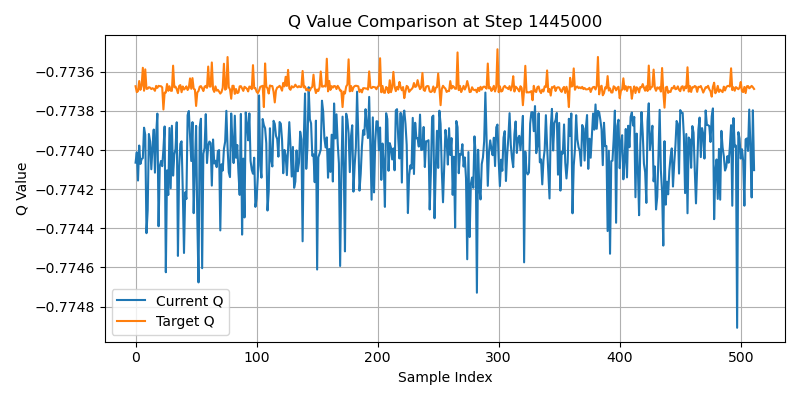 Q Value Comparison at Step 1445000
Q Value
−0.7736
−0.7738
−0.7740
−0.7742
−0.7744
−0.7746
−0.7748
Current Q
Target Q
0 100 200 300 400 500
Sample Index